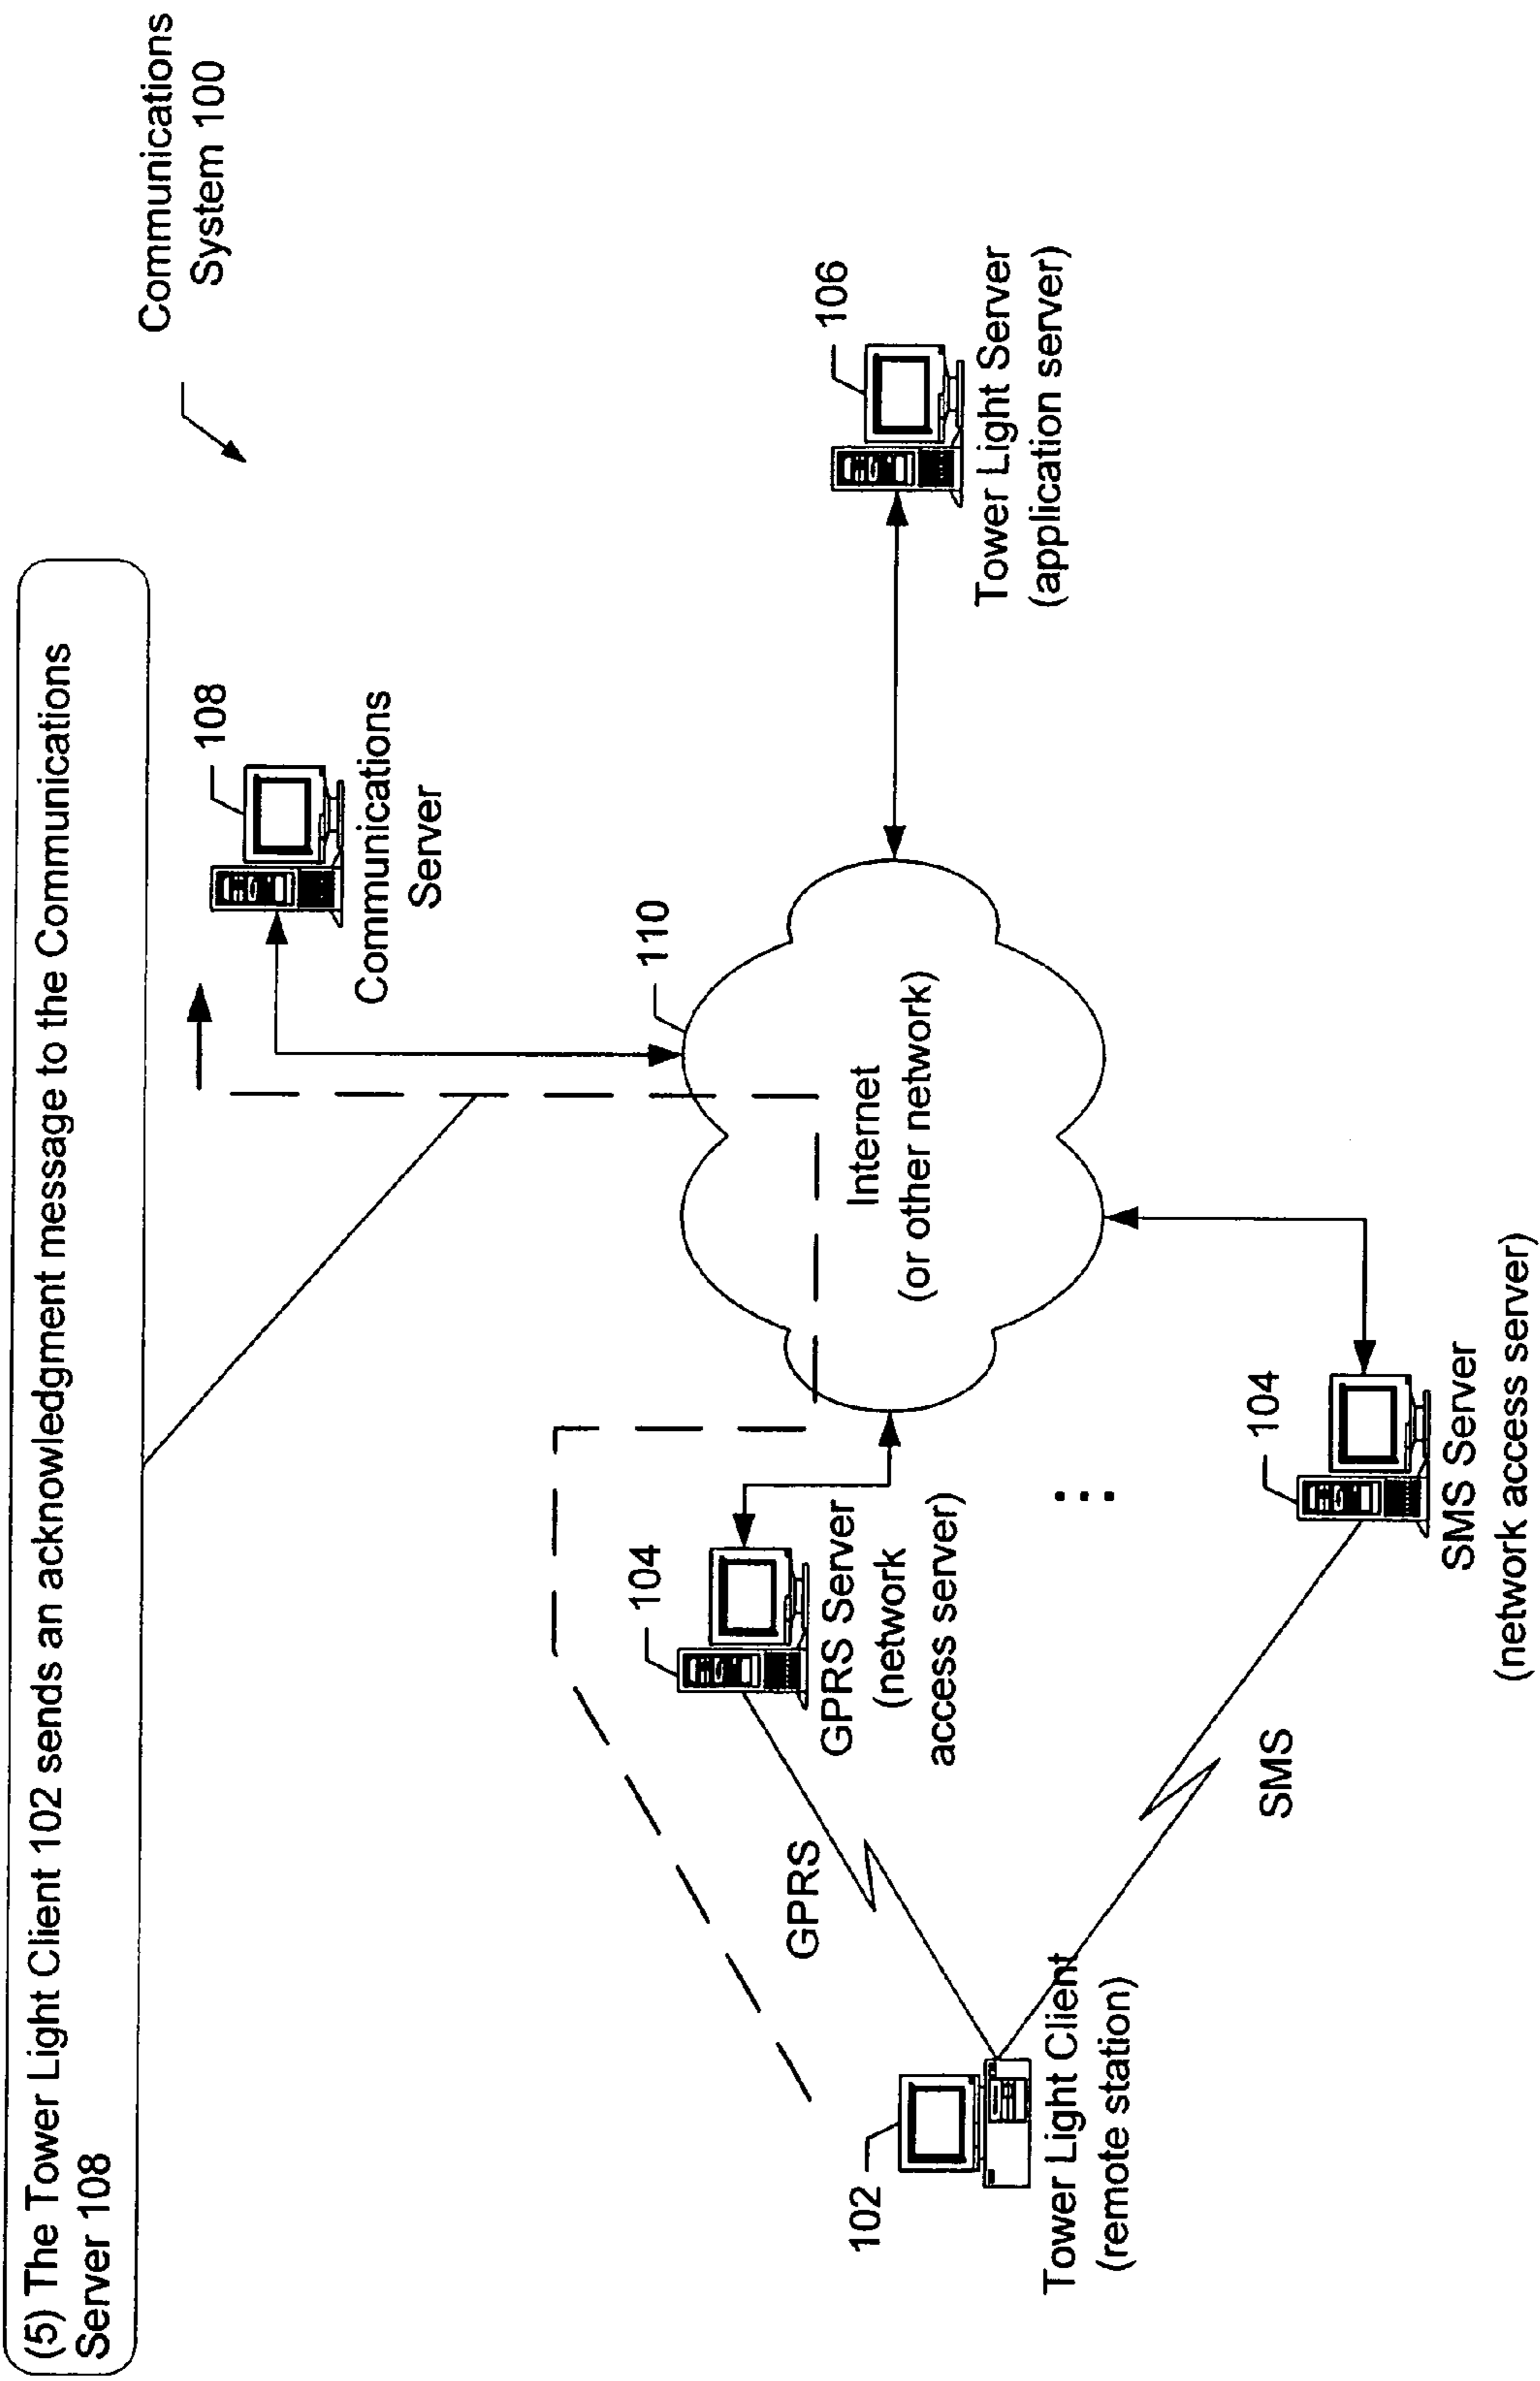 (5) The Tower Light Client 102 sends an acknowledgment message to the Communications
Server 108
Communications
System 100
108
Communications
Server
110
Internet
(or other network)
106
Tower Light Server
(application server)
104
GPRS Server
(network
access server)
GPRS
102
Tower Light Client
(remote station)
SMS
104
SMS Server
(network access server)